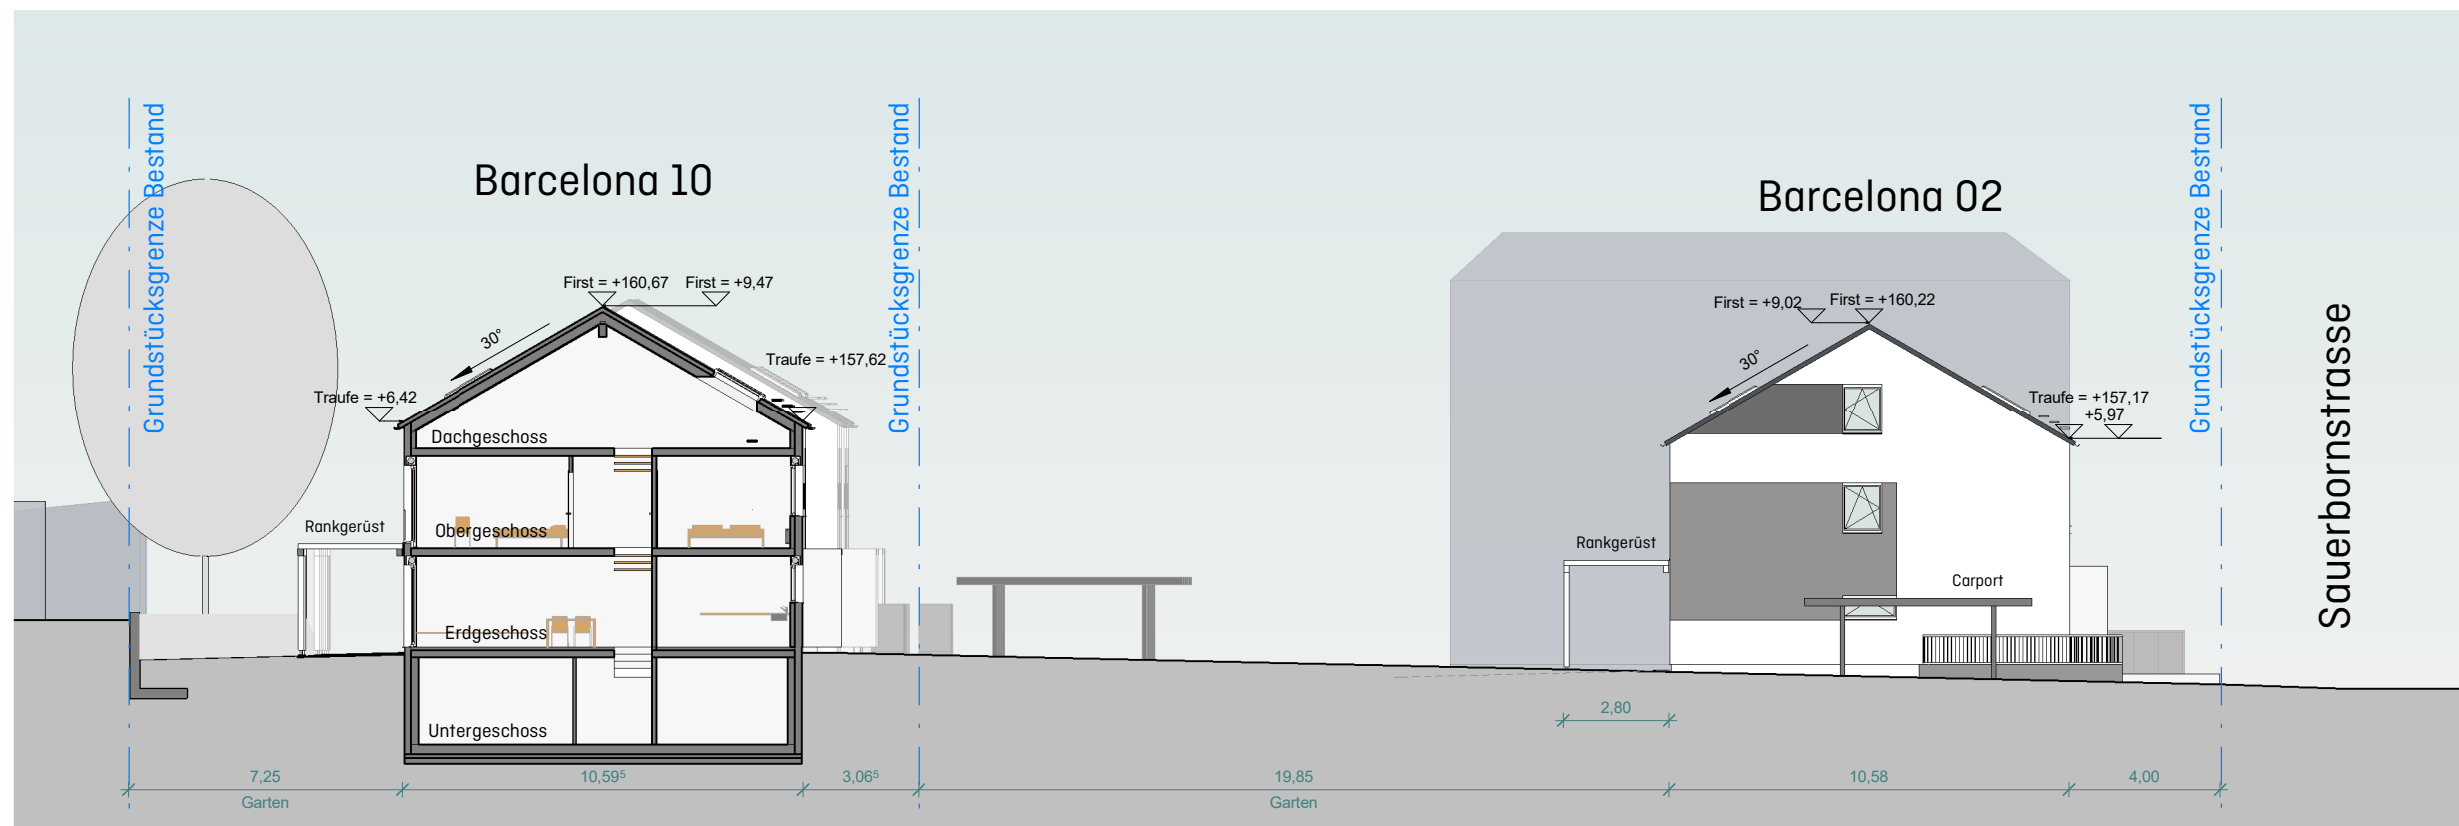 Grundstücksgrenze Bestand
Barcelona 10
Grundstücksgrenze Bestand
Barcelona 02
Grundstücksgrenze Bestand
Sauerbornstrasse
First = +160,67
First = +9,47
First = +9,02
First = +160,22
30°
30°
Traufe = +157,62
Traufe = +6,42
Traufe = +157,17
+5,97
Dachgeschoss
Rankgerüst
Obergeschoss
Rankgerüst
Carport
Erdgeschoss
Untergeschoss
2,80
7,25
10,59⁵
3,06⁵
19,85
10,58
4,00
Garten
Garten